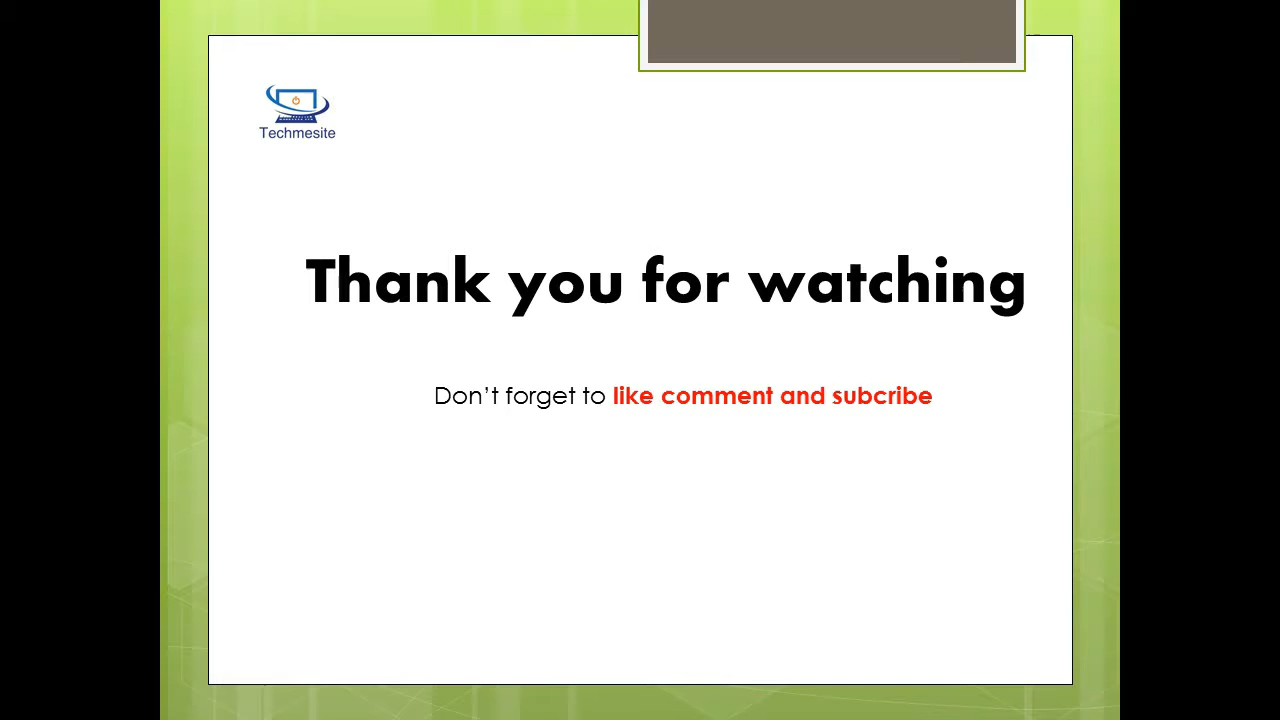 Techmesite
Thank you for watching
Don’t forget to like comment and subcribe